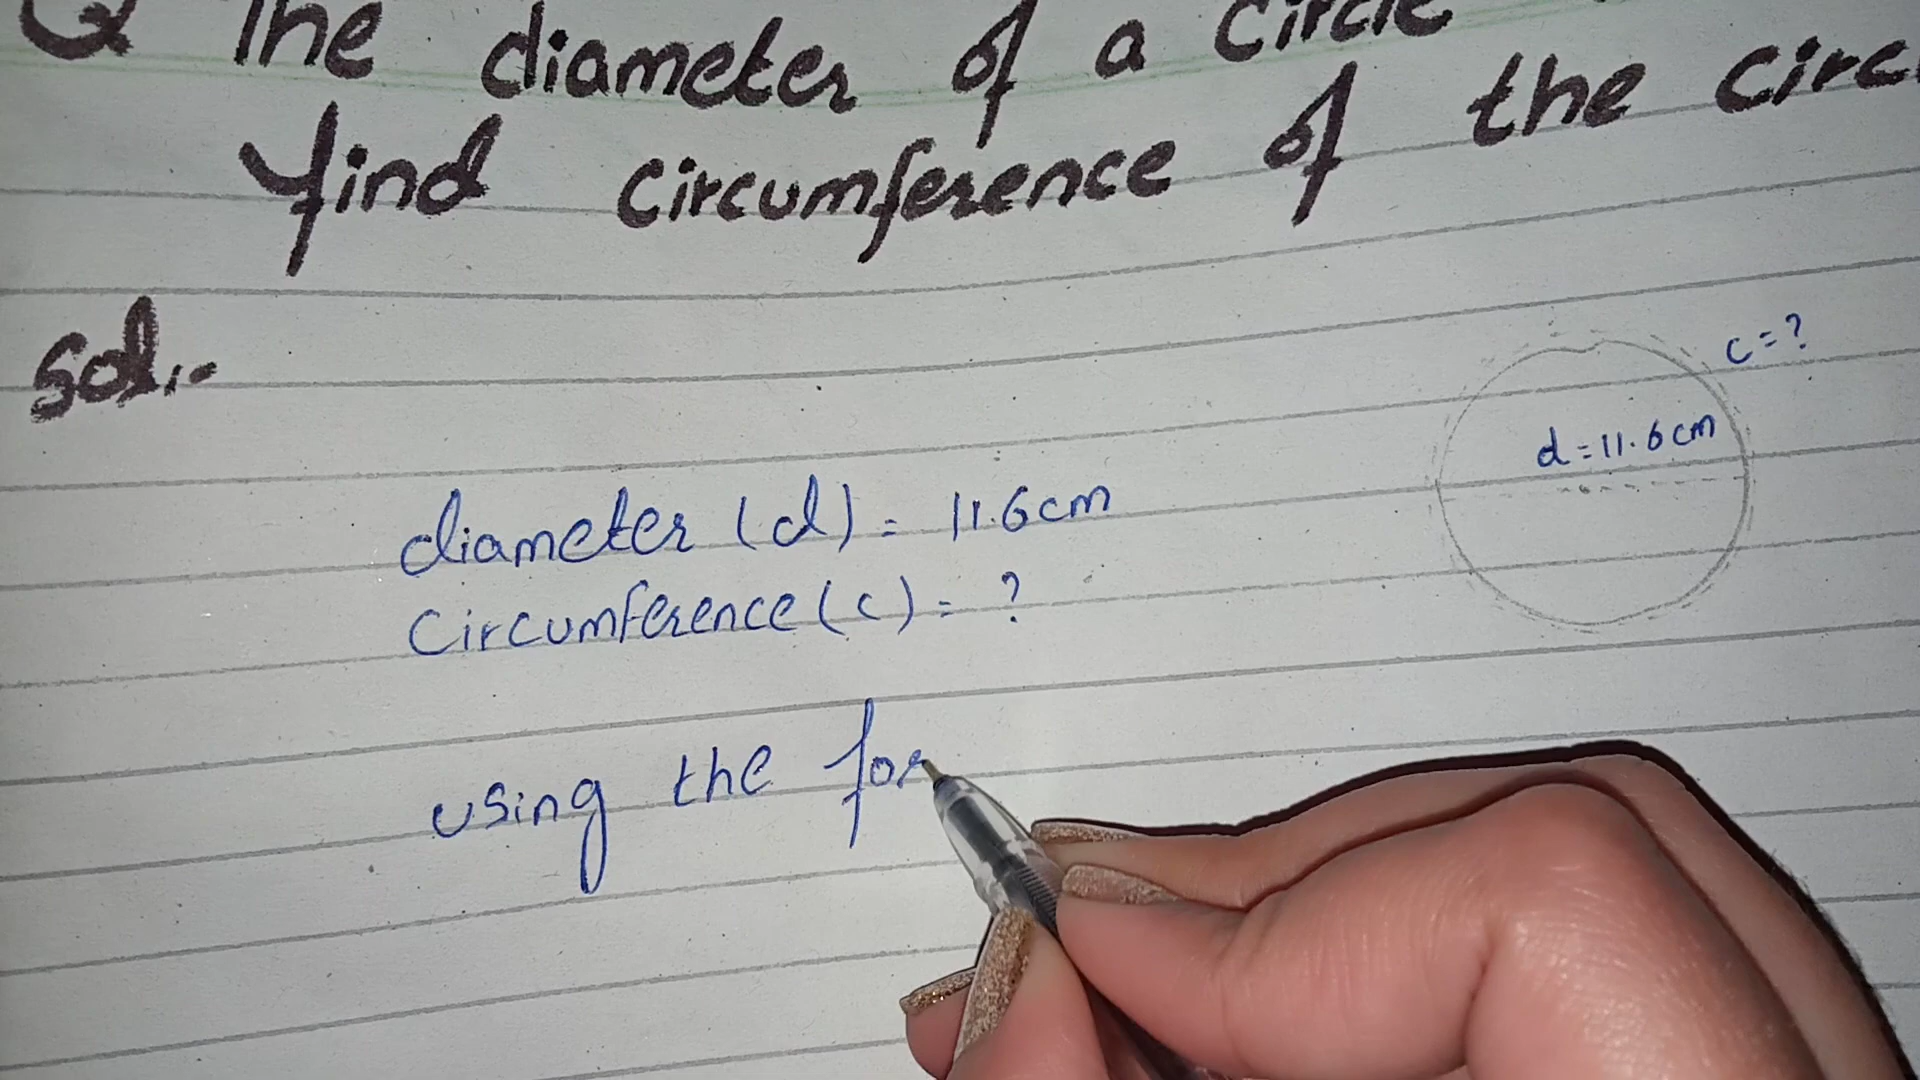 Q The diameter of a circle
find circumference of the circ
Sol:-
c=?
d=11.6cm
diameter (d) = 11.6cm
Circumference (c) = ?
using the for